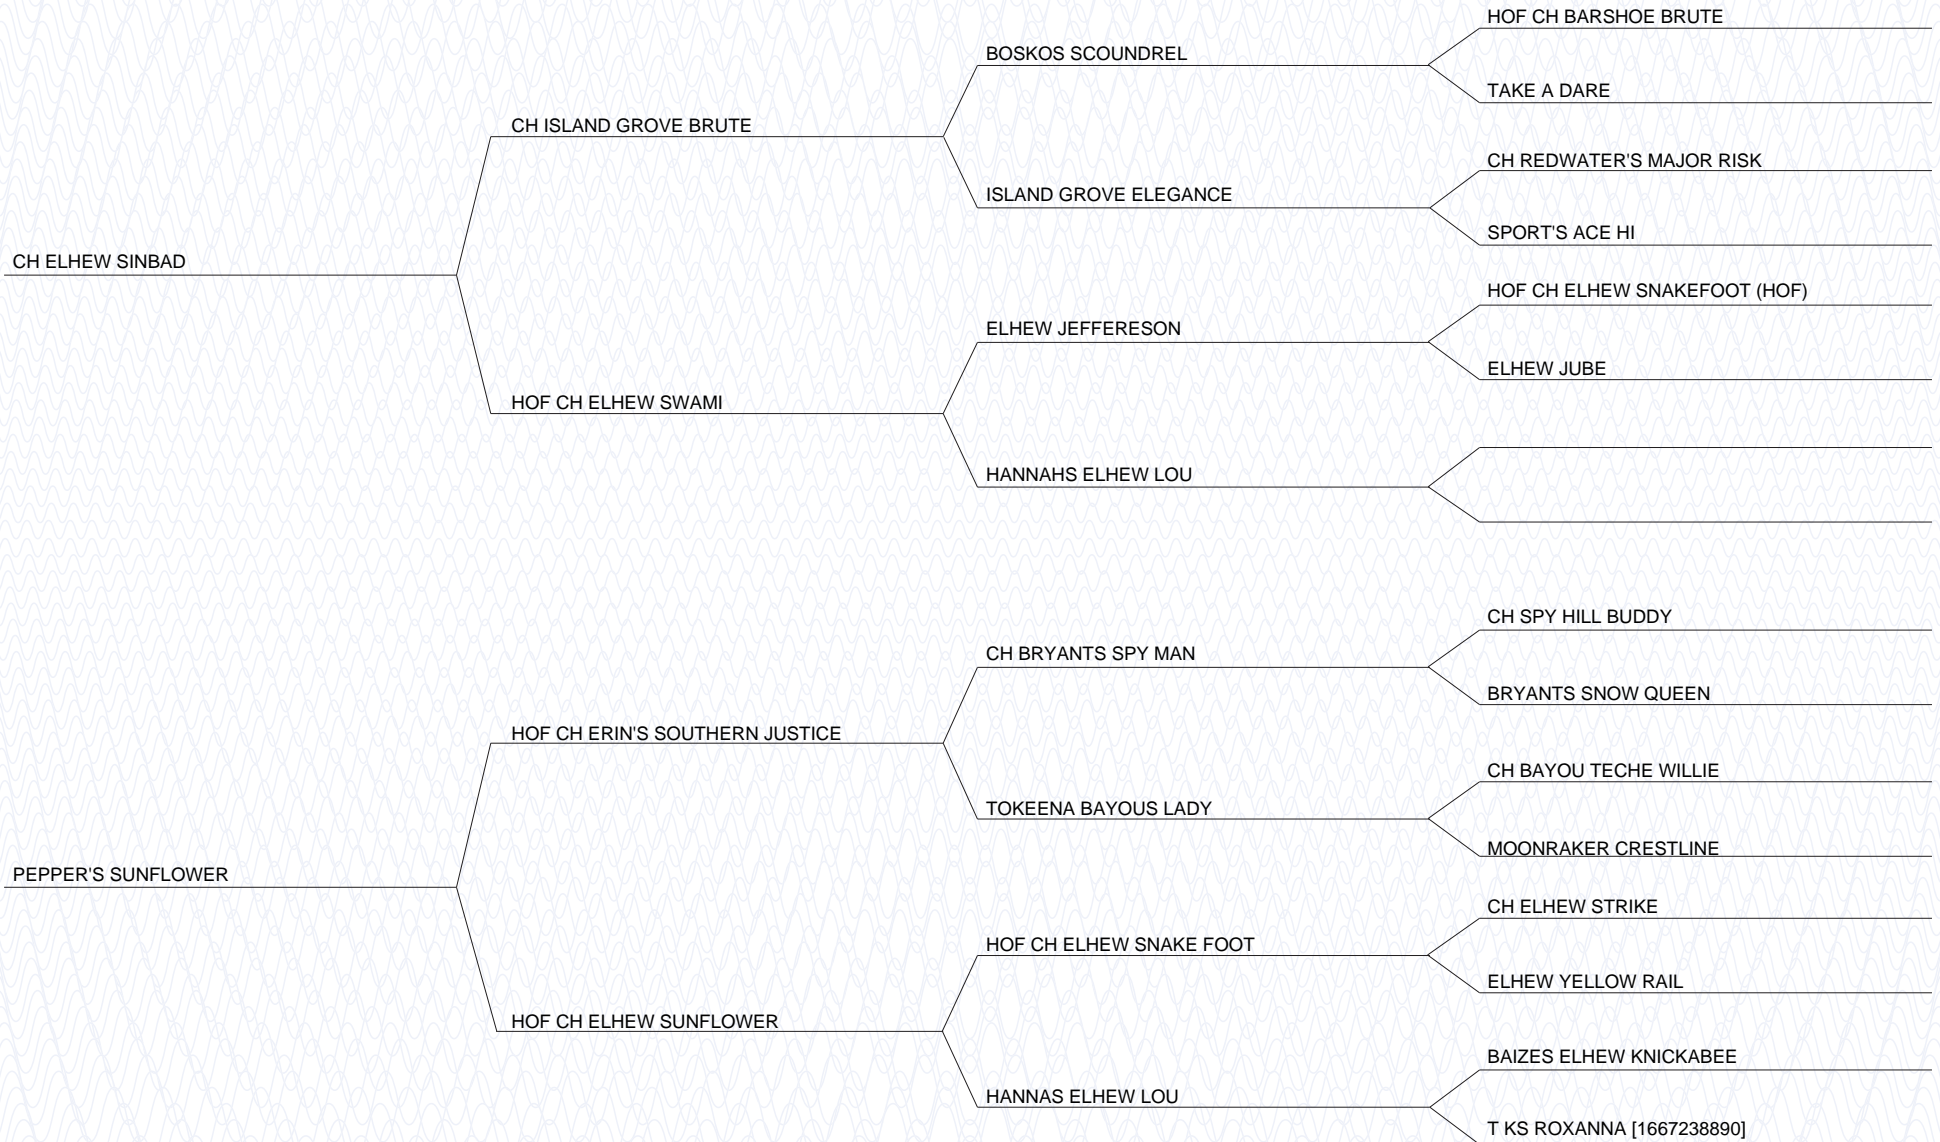 HOF CH BARSHOE BRUTE
BOSKOS SCOUNDREL
TAKE A DARE
CH ISLAND GROVE BRUTE
CH REDWATER'S MAJOR RISK
ISLAND GROVE ELEGANCE
SPORT'S ACE HI
CH ELHEW SINBAD
HOF CH ELHEW SNAKEFOOT (HOF)
ELHEW JEFFERESON
ELHEW JUBE
HOF CH ELHEW SWAMI
HANNAHS ELHEW LOU
CH SPY HILL BUDDY
CH BRYANTS SPY MAN
BRYANTS SNOW QUEEN
HOF CH ERIN'S SOUTHERN JUSTICE
CH BAYOU TECHE WILLIE
TOKEENA BAYOUS LADY
MOONRAKER CRESTLINE
PEPPER'S SUNFLOWER
CH ELHEW STRIKE
HOF CH ELHEW SNAKE FOOT
ELHEW YELLOW RAIL
HOF CH ELHEW SUNFLOWER
BAIZES ELHEW KNICKABEE
HANNAS ELHEW LOU
T KS ROXANNA [1667238890]